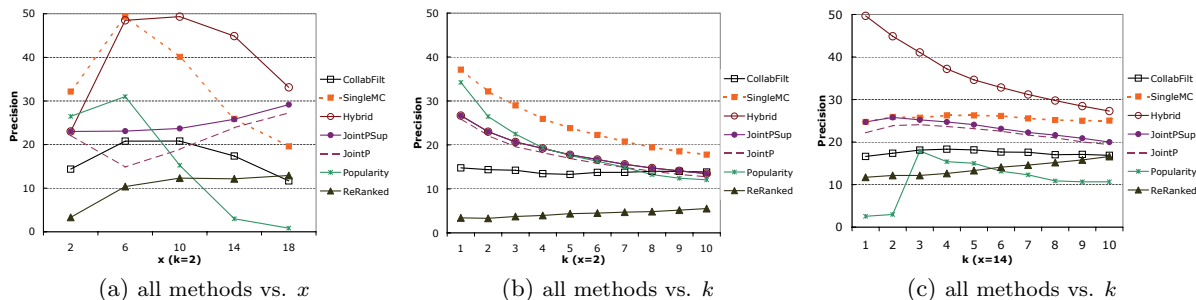 50
40
30
20
10
0
Precision
2 6 10 14 18
x (k=2)
CollabFilt
SingleMC
Hybrid
JointPSup
JointP
Popularity
ReRanked
(a) all methods vs. x
50
40
30
20
10
0
Precision
1 2 3 4 5 6 7 8 9 10
k (x=2)
CollabFilt
SingleMC
Hybrid
JointPSup
JointP
Popularity
ReRanked
(b) all methods vs. k
50
40
30
20
10
0
Precision
1 2 3 4 5 6 7 8 9 10
k (x=14)
CollabFilt
SingleMC
Hybrid
JointPSup
JointP
Popularity
ReRanked
(c) all methods vs. k